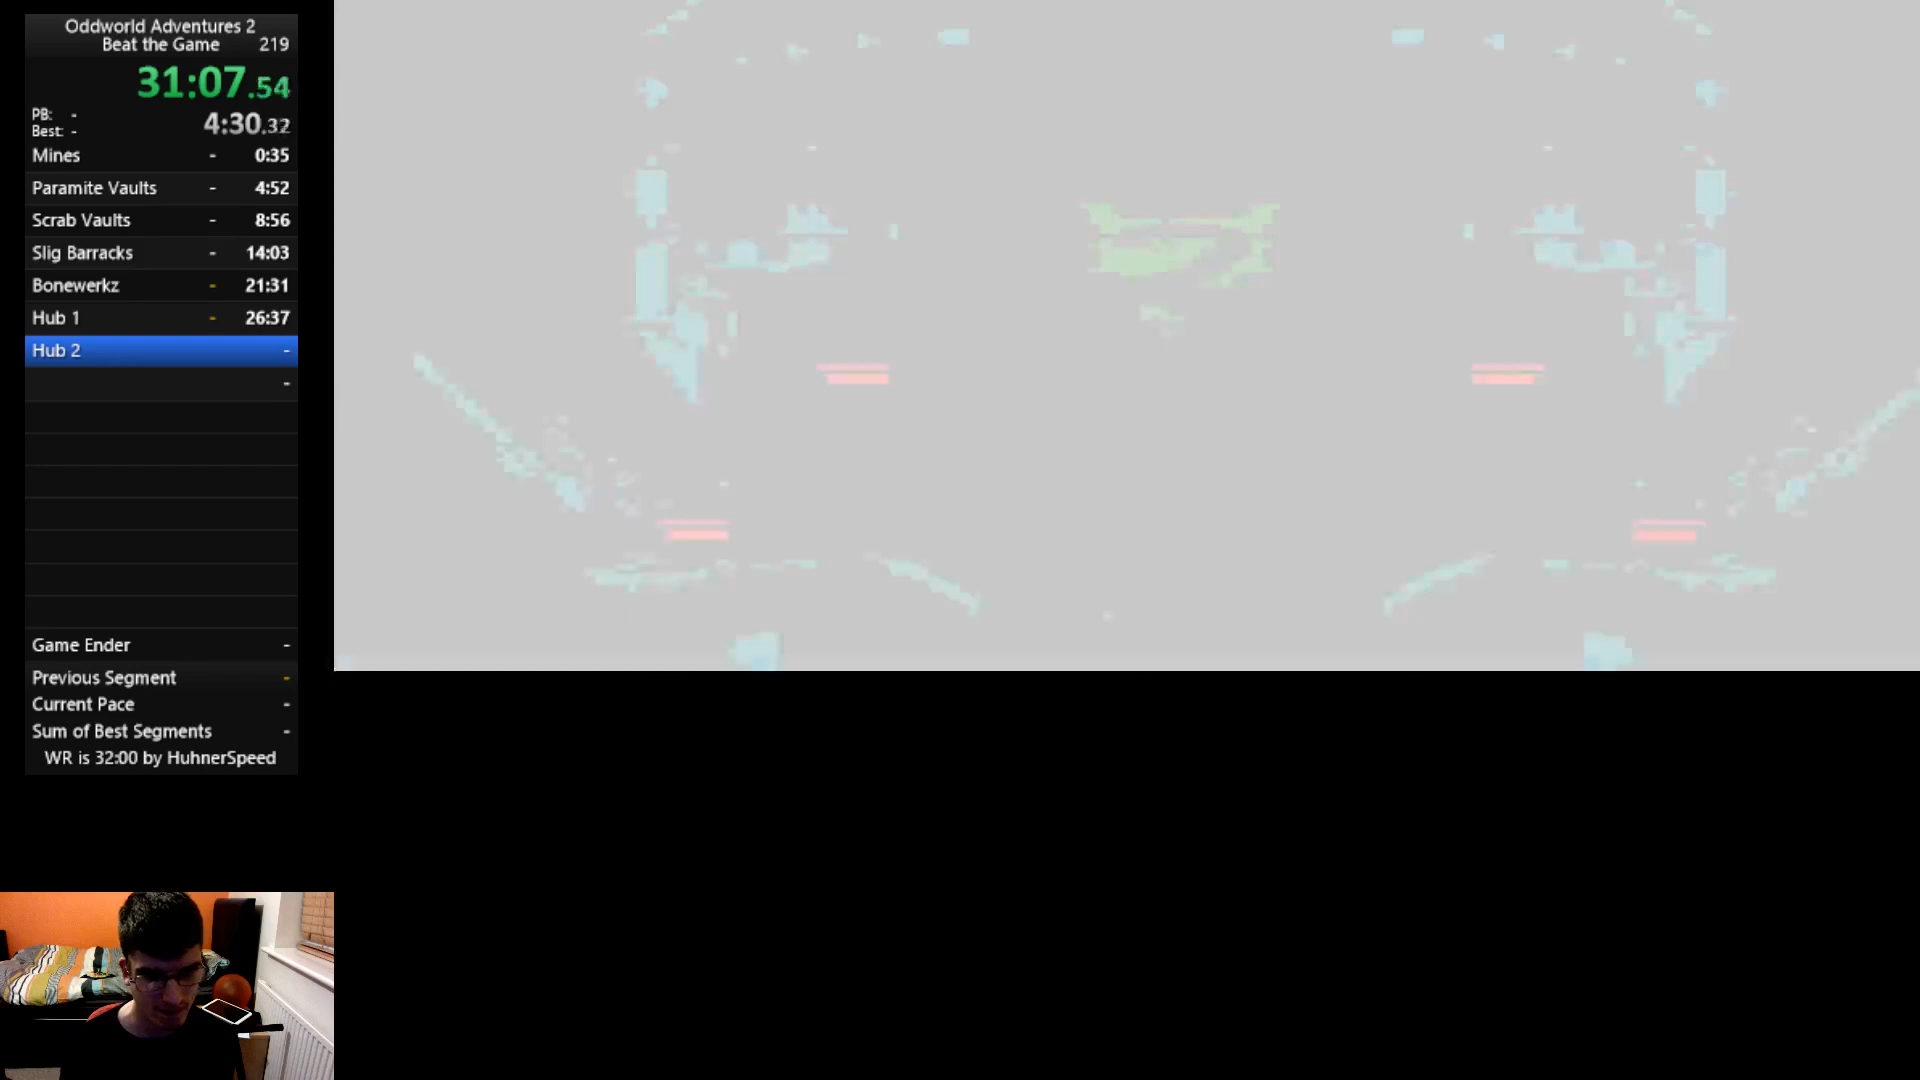 Oddworld Adventures 2
Beat the Game 219
31:07.54
PB: -
Best: -
4:30.32
Mines - 0:35
Paramite Vaults - 4:52
Scrab Vaults - 8:56
Slig Barracks - 14:03
Bonewerkz - 21:31
Hub 1 - 26:37
Hub 2 -
-
Game Ender -
Previous Segment -
Current Pace -
Sum of Best Segments -
WR is 32:00 by HuhnerSpeed